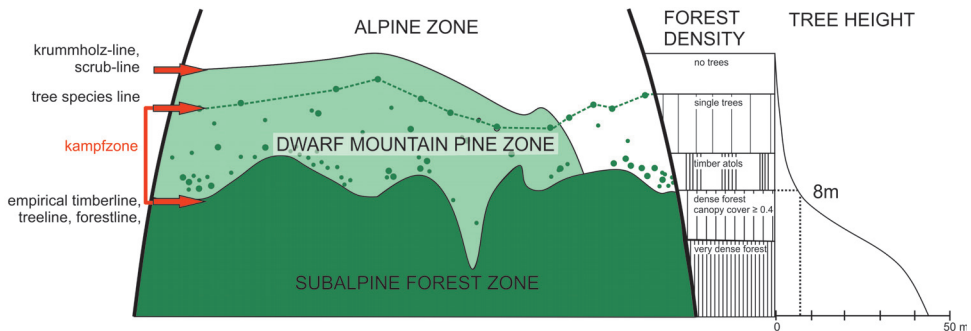 ALPINE ZONE
FOREST
DENSITY
TREE HEIGHT
krummholz-line,
scrub-line
tree species line
kampfzone
empirical timberline,
treeline, forestline,
DWARF MOUNTAIN PINE ZONE
SUBALPINE FOREST ZONE
no trees
single trees
timber atols
dense forest
canopy cover ≥ 0.4
very dense forest
8m
0
50 m